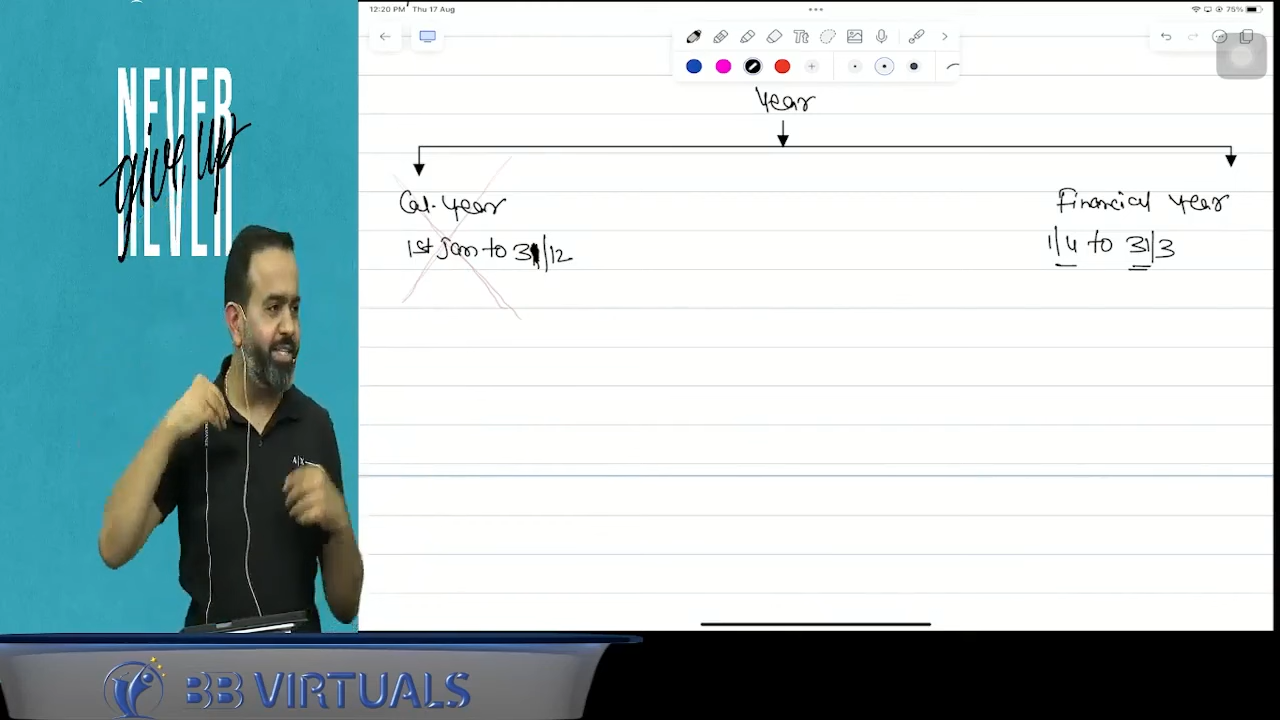 12:20 PM Thu 17 Aug
75%
NEVER
give up
NEVER
Tt
Year
Cal. Year
Financial Year
1st Jan to 31/12
1/4 to 31/3
A|X
BB VIRTUALS